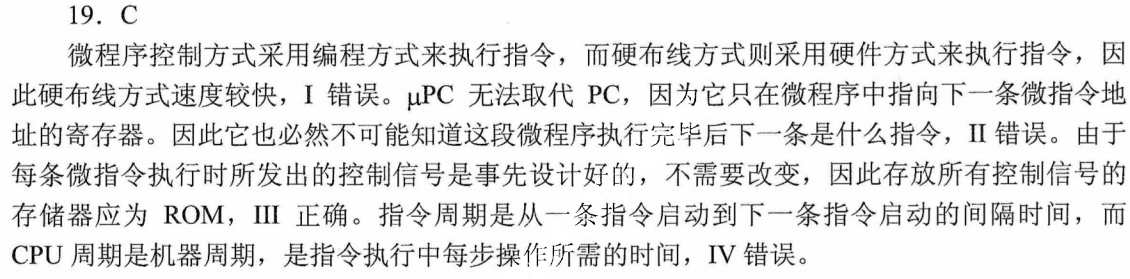 19. C
微程序控制方式采用编程方式来执行指令，而硬布线方式则采用硬件方式来执行指令，因
此硬布线方式速度较快，I 错误。μPC 无法取代 PC，因为它只在微程序中指向下一条微指令地
址的寄存器。因此它也必然不可能知道这段微程序执行完毕后下一条是什么指令，II 错误。由于
每条微指令执行时所发出的控制信号是事先设计好的，不需要改变，因此存放所有控制信号的
存储器应为 ROM，III 正确。指令周期是从一条指令启动到下一条指令启动的间隔时间，而
CPU 周期是机器周期，是指令执行中每步操作所需的时间，IV 错误。